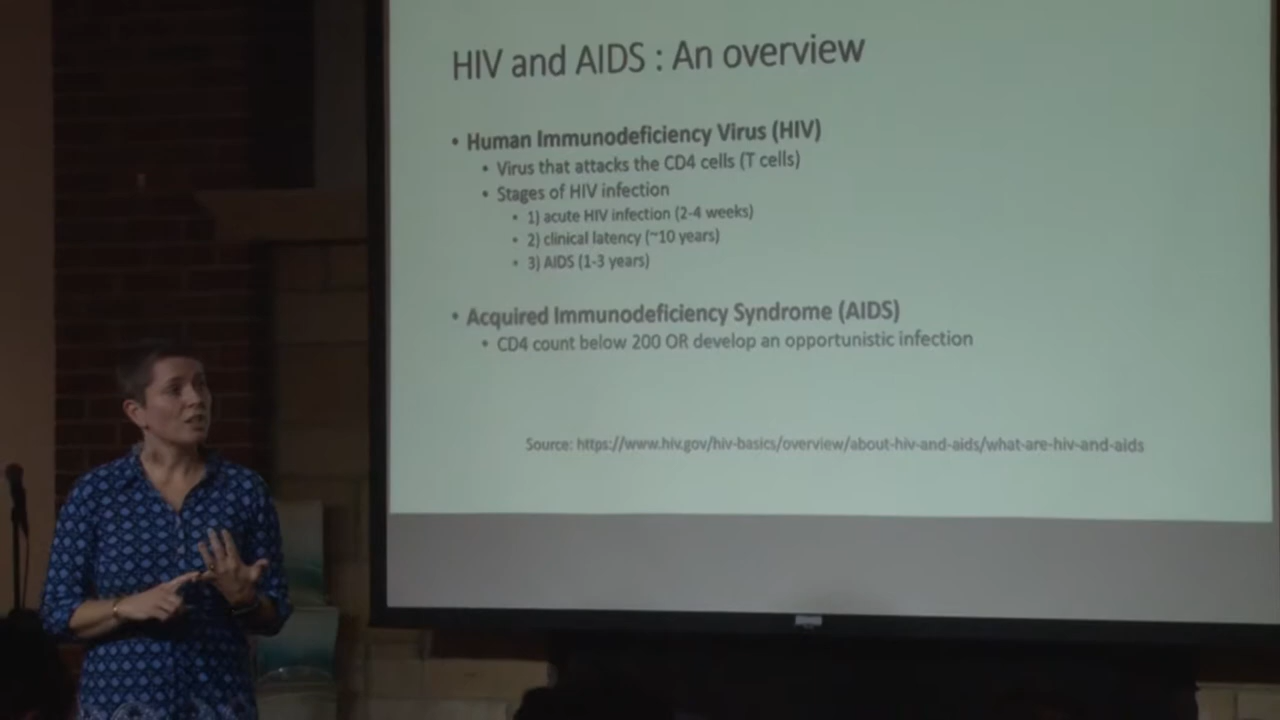 HIV and AIDS : An overview
• Human Immunodeficiency Virus (HIV)
• Virus that attacks the CD4 cells (T cells)
• Stages of HIV infection
• 1) acute HIV infection (2-4 weeks)
• 2) clinical latency (~10 years)
• 3) AIDS (1-3 years)
• Acquired Immunodeficiency Syndrome (AIDS)
• CD4 count below 200 OR develop an opportunistic infection
Source: https://www.hiv.gov/hiv-basics/overview/about-hiv-and-aids/what-are-hiv-and-aids